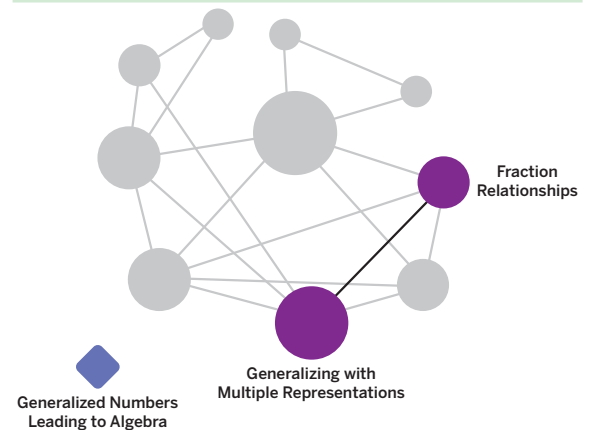 Fraction
Relationships
Generalizing with
Multiple Representations
Generalized Numbers
Leading to Algebra